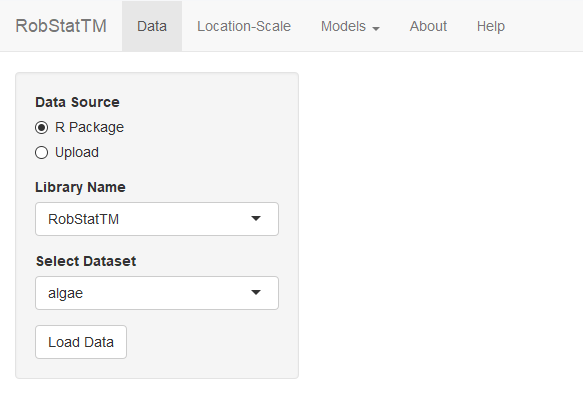 RobStatTM Data Location-Scale Models About Help
Data Source
R Package
Upload
Library Name
RobStatTM
Select Dataset
algae
Load Data